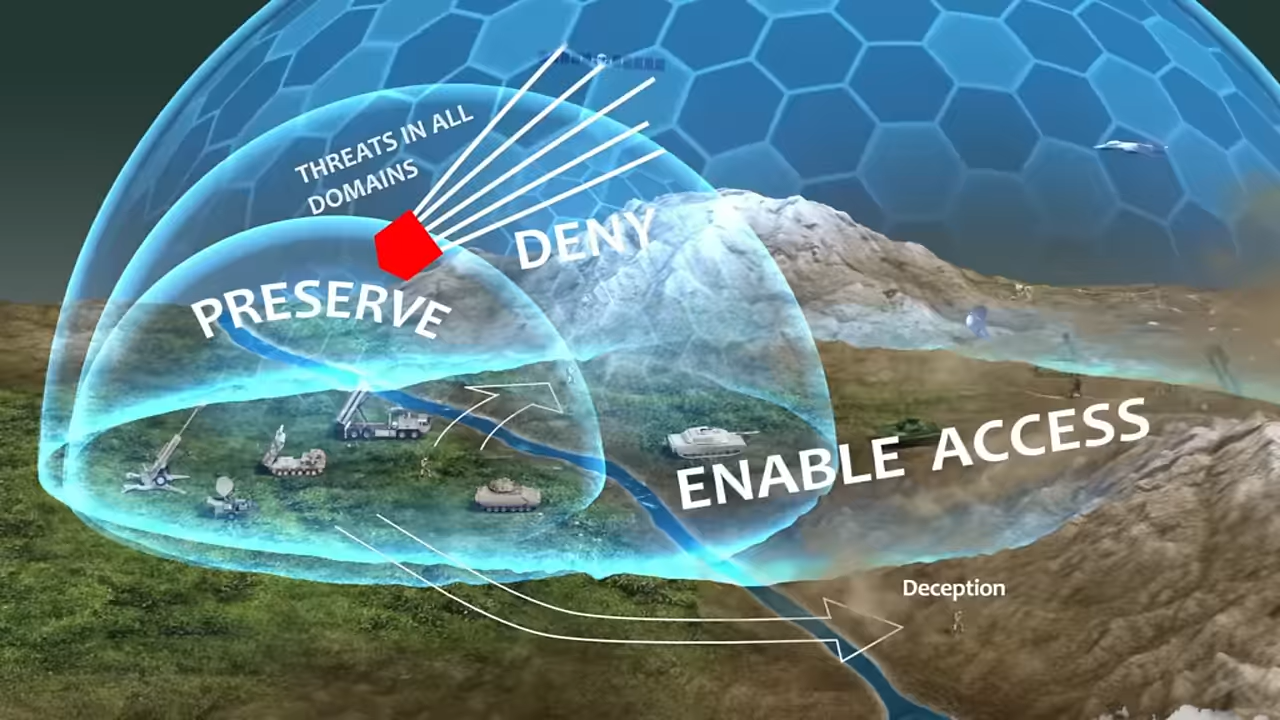 THREATS IN ALL
DOMAINS
DENY
PRESERVE
ENABLE ACCESS
Deception